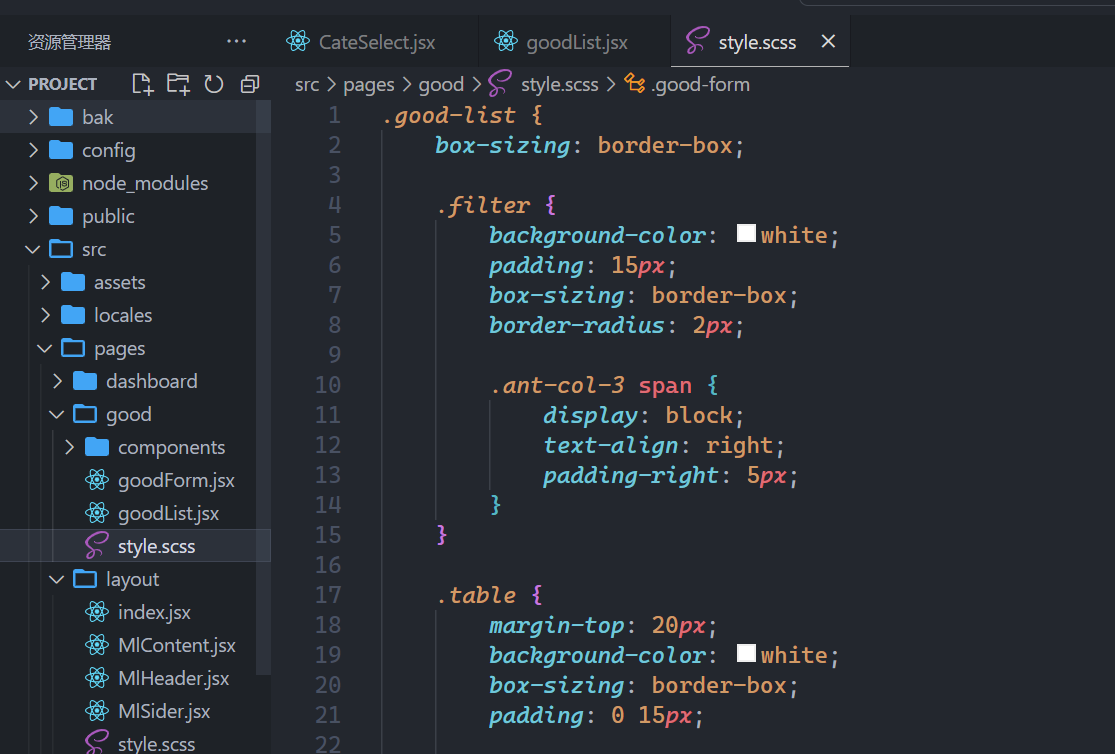 资源管理器 ···
CateSelect.jsx goodList.jsx style.scss
PROJECT
src > pages > good > style.scss > .good-form
bak
config
node_modules
public
src
assets
locales
pages
dashboard
good
components
goodForm.jsx
goodList.jsx
style.scss
layout
index.jsx
MlContent.jsx
MlHeader.jsx
MlSider.jsx
style.scss
1 .good-list {
2 box-sizing: border-box;
3
4 .filter {
5 background-color: white;
6 padding: 15px;
7 box-sizing: border-box;
8 border-radius: 2px;
9
10 .ant-col-3 span {
11 display: block;
12 text-align: right;
13 padding-right: 5px;
14 }
15 }
16
17 .table {
18 margin-top: 20px;
19 background-color: white;
20 box-sizing: border-box;
21 padding: 0 15px;
22